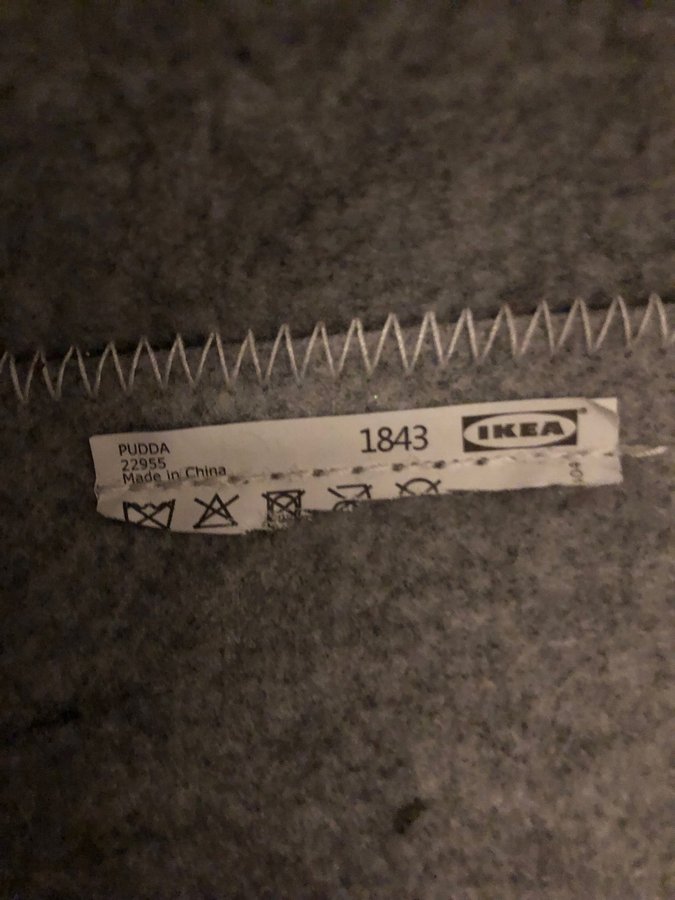 PUDDA
22955
Made in China
1843
IKEA